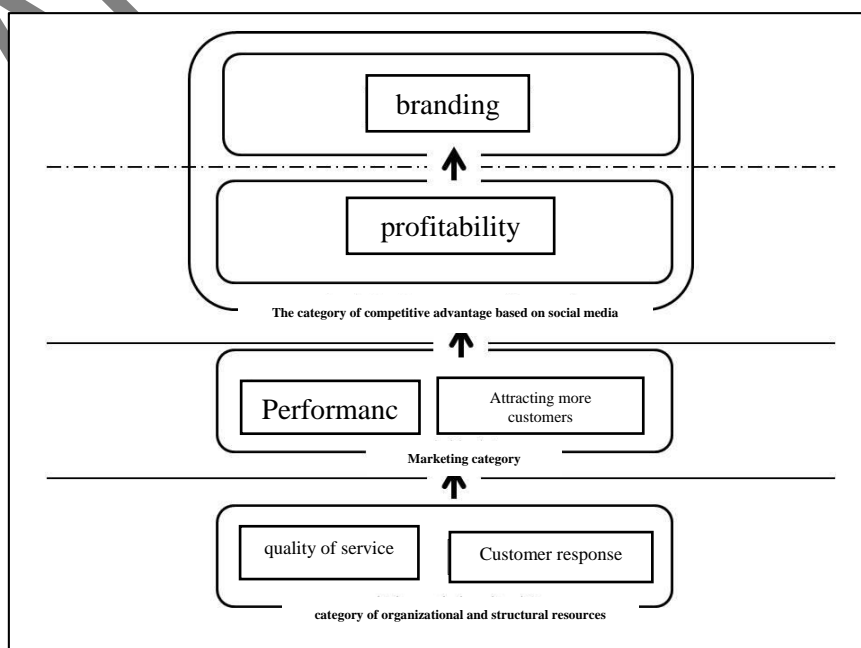 branding
profitability
The category of competitive advantage based on social media
Performanc
Attracting more
customers
Marketing category
quality of service
Customer response
category of organizational and structural resources